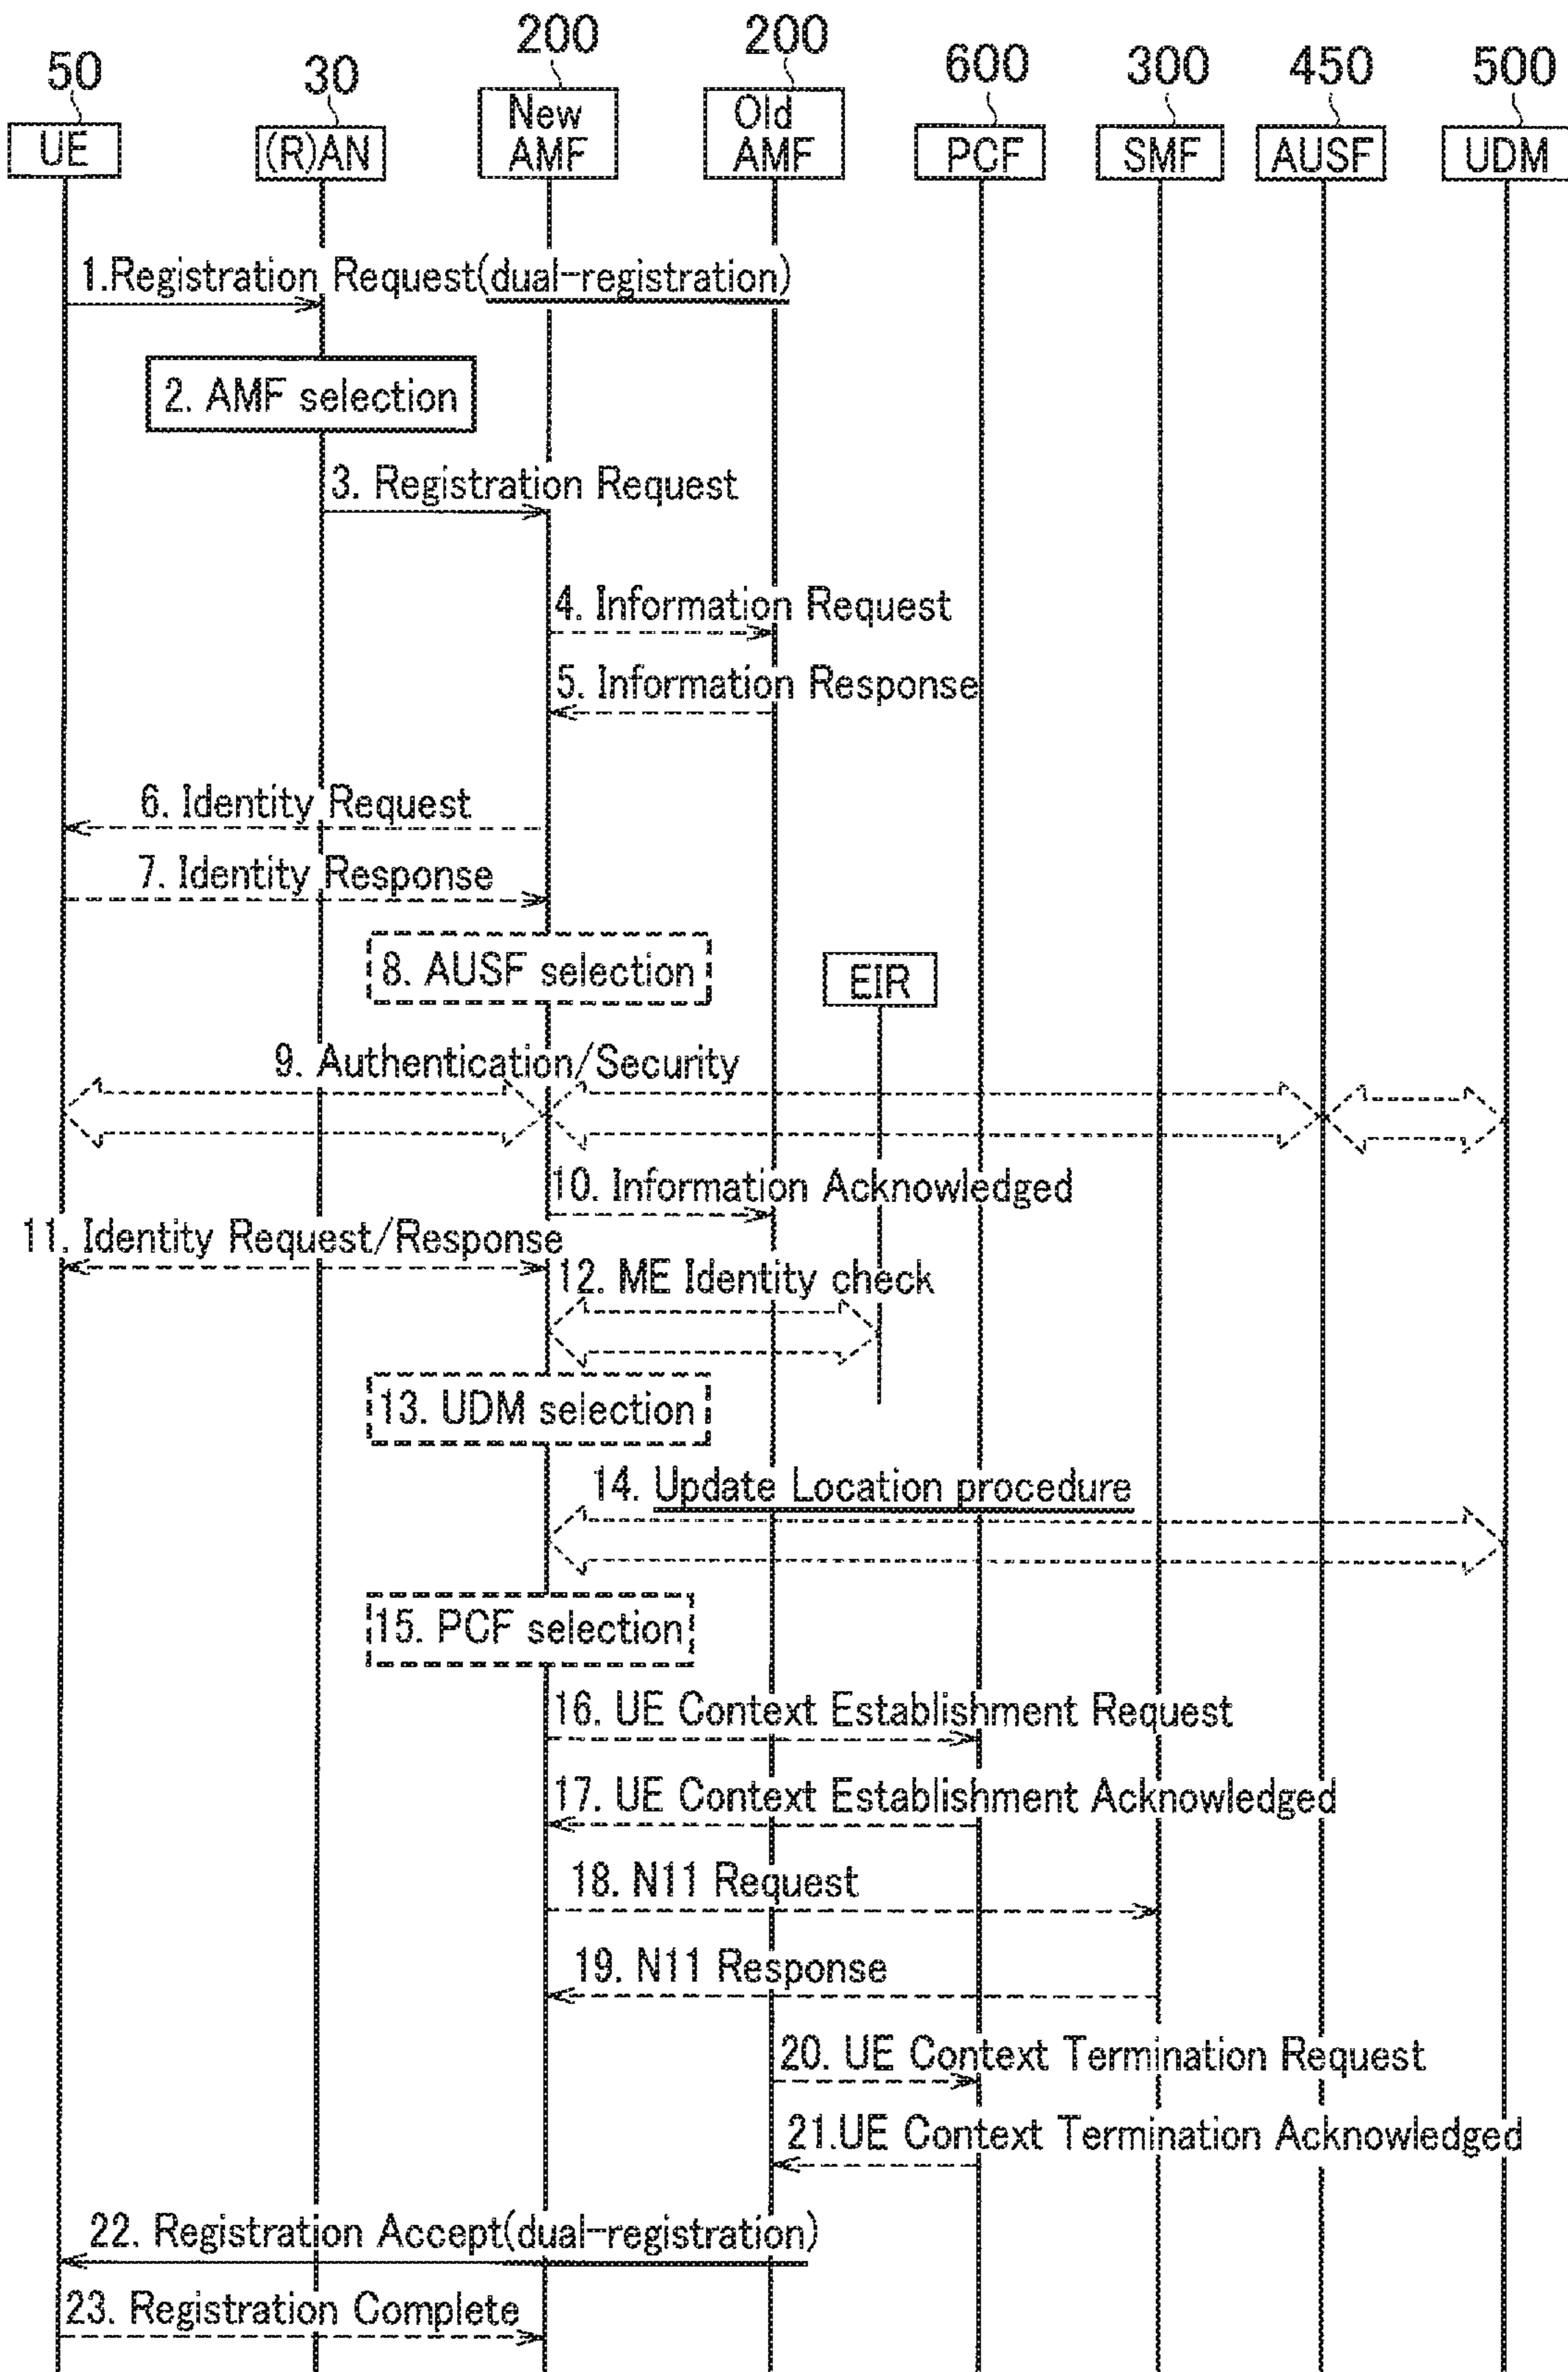 50
30
200
200
600
300
450
500
UE
(R)AN
New
AMF
Old
AMF
PCF
SMF
AUSF
UDM
1.Registration Request(dual-registration)
2. AMF selection
3. Registration Request
4. Information Request
5. Information Response
6. Identity Request
7. Identity Response
8. AUSF selection
EIR
9. Authentication/Security
10. Information Acknowledged
11. Identity Request/Response
12. ME Identity check
13. UDM selection
14. Update Location procedure
15. PCF selection
16. UE Context Establishment Request
17. UE Context Establishment Acknowledged
18. N11 Request
19. N11 Response
20. UE Context Termination Request
21.UE Context Termination Acknowledged
22. Registration Accept(dual-registration)
23. Registration Complete